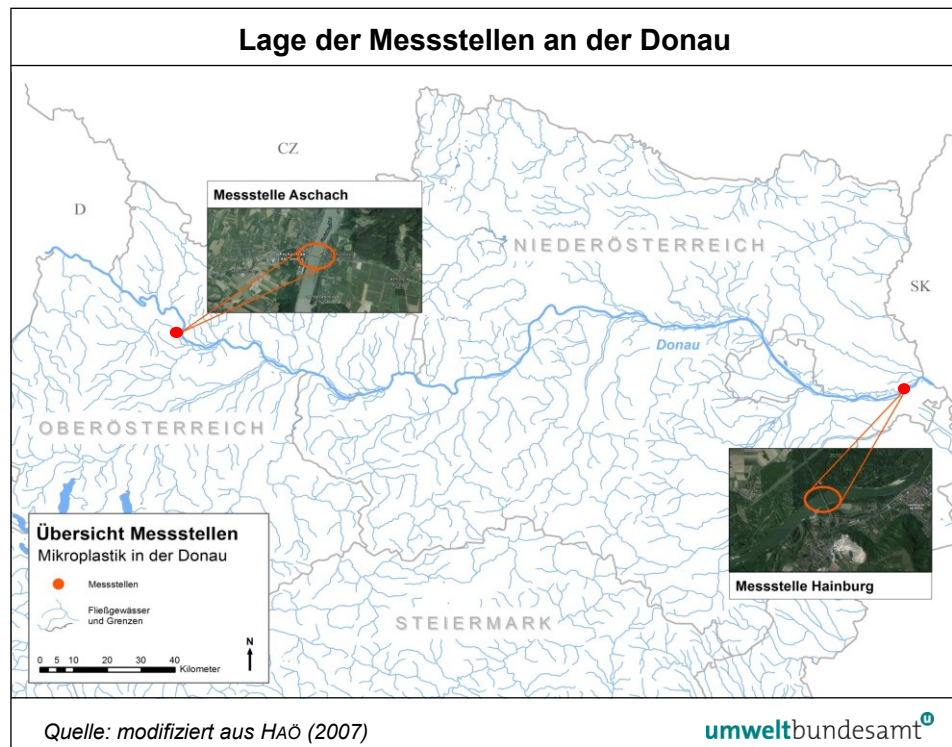 Lage der Messstellen an der Donau
CZ
D
Messstelle Aschach
NIEDERÖSTERREICH
SK
Donau
OBERÖSTERREICH
Messstelle Hainburg
Übersicht Messstellen
Mikroplastik in der Donau
Messstellen
Fließgewässer
und Grenzen
N
0 5 10 20 30 40
Kilometer
STEIERMARK
Quelle: modifiziert aus HAÖ (2007)
umweltbundesamt